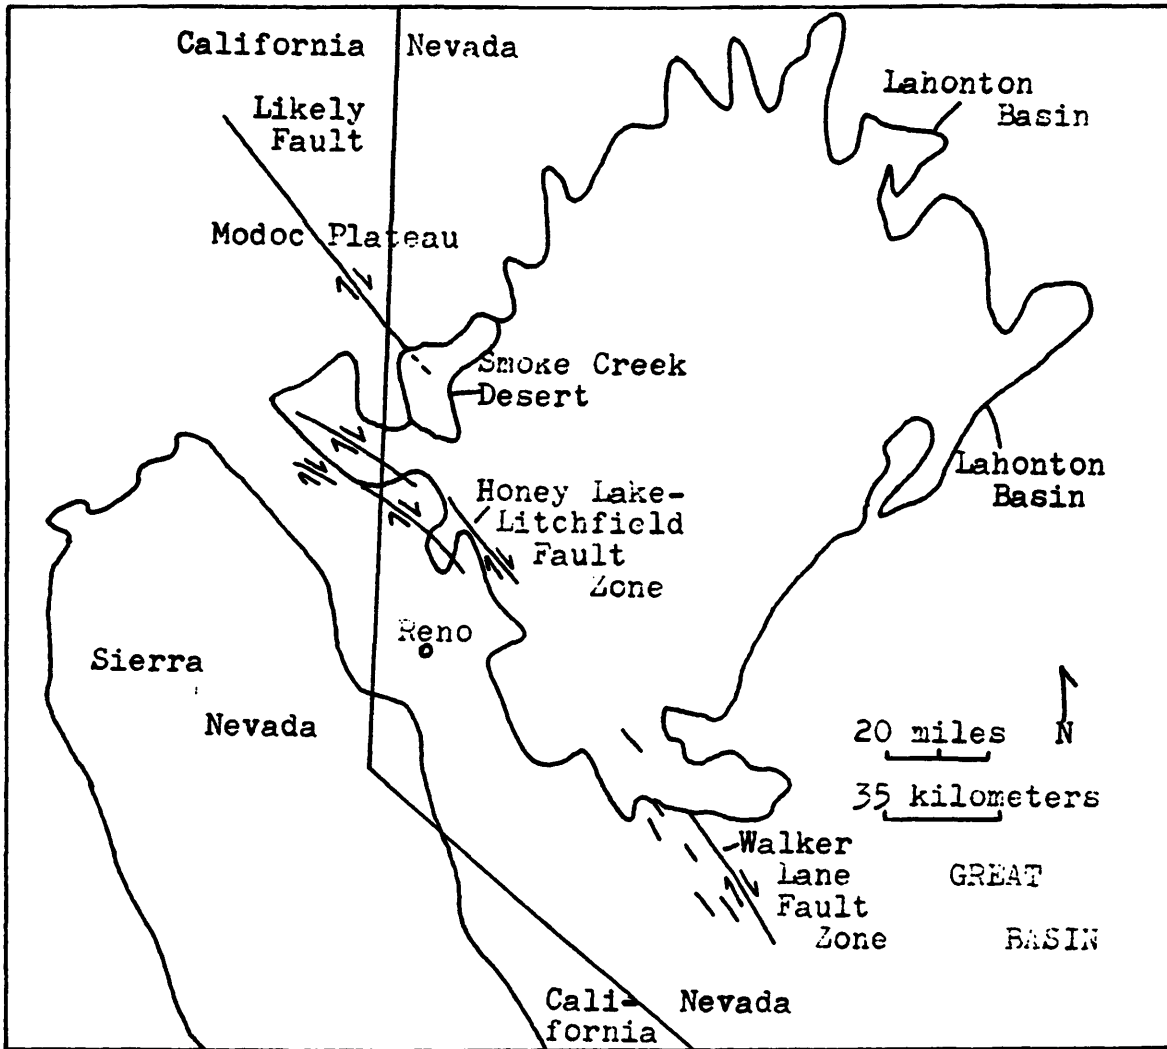 California Nevada
Likely
Fault
Lahonton
Basin
Modoc Plateau
Smoke Creek
Desert
Lahonton
Basin
Honey Lake-
Litchfield
Fault
Zone
Reno
Sierra
Nevada
20 miles N
35 kilometers
Walker
Lane
Fault
Zone
GREAT
BASIN
Cali-
fornia
Nevada